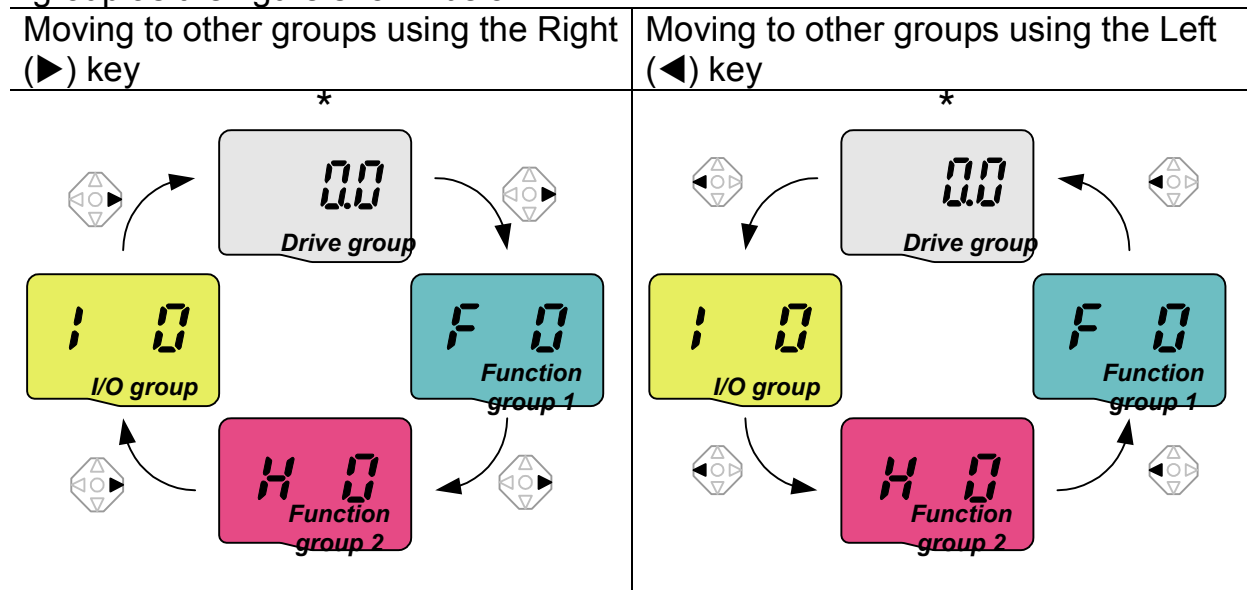 Moving to other groups using the Right
(▶) key
Moving to other groups using the Left
(◀) key
*
0.0
Drive group
I 0
I/O group
F 0
Function
group 1
H 0
Function
group 2
*
0.0
Drive group
I 0
I/O group
F 0
Function
group 1
H 0
Function
group 2